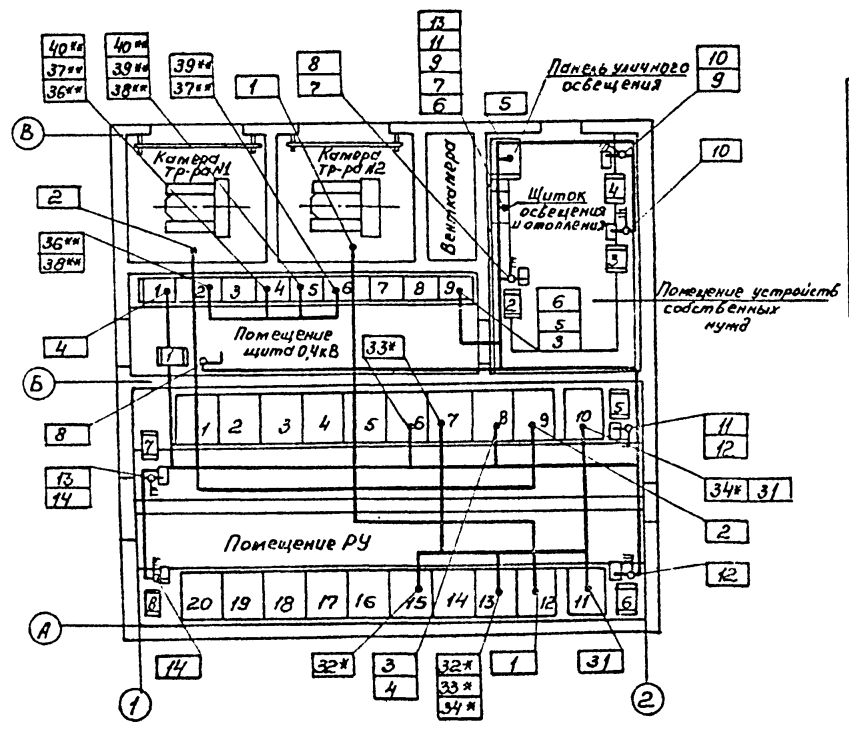 40**
37**
36**
40**
39**
38**
39**
37**
1
8
7
13
11
9
7
6
5
Панель уличного
освещения
10
9
10
В
Камера
тр-ра №1
Камера
тр-ра №2
Венткамера
Щиток
освещения
и отопления
4
3
2
2
36**
38**
1 2 3 4 5 6 7 8 9
6
5
3
Помещение устройств
собственных
нужд
4
1
Помещение
щита 0,4кВ
33*
Б
8
1 2 3 4 5 6 7 8 9 10
5
7
11
12
13
14
34* 31
2
Помещение РУ
12
8
20 19 18 17 16 15 14 13 12 11
6
А
14
32*
3
4
32*
33*
34*
1
31
1
2